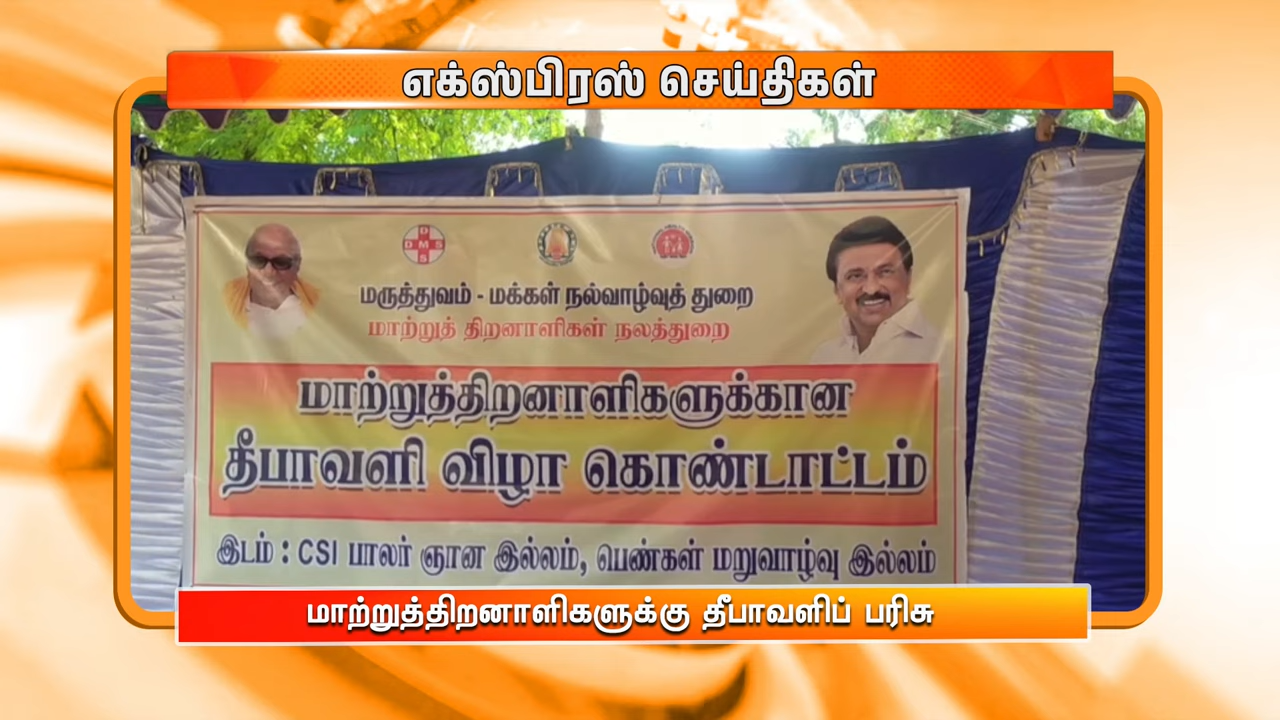 எக்ஸ்பிரஸ் செய்திகள்
DMS
D
S
மருத்துவம் - மக்கள் நல்வாழ்வுத் துறை
மாற்றுத் திறனாளிகள் நலத்துறை
மாற்றுத்திறனாளிகளுக்கான
தீபாவளி விழா கொண்டாட்டம்
இடம் : CSI பாலர் ஞான இல்லம், பெண்கள் மறுவாழ்வு இல்லம்
மாற்றுத்திறனாளிகளுக்கு தீபாவளிப் பரிசு